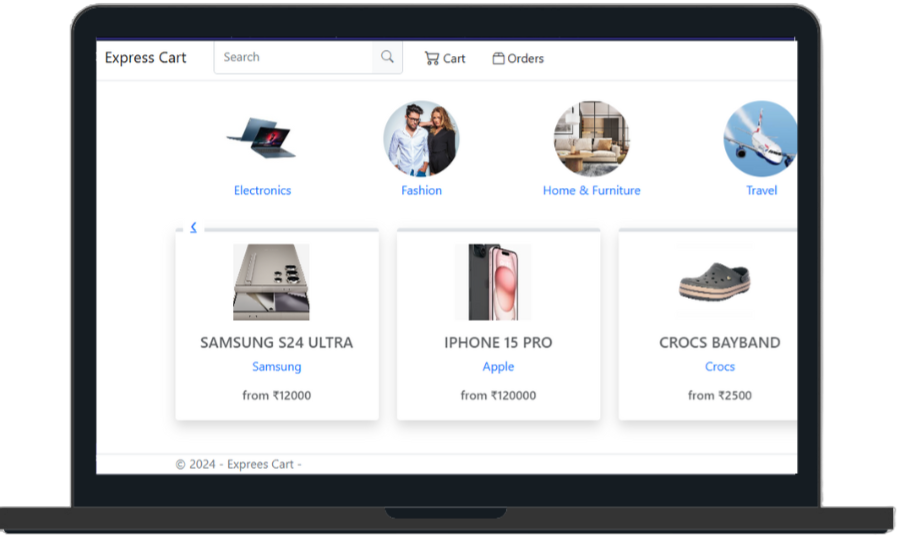 Express Cart Search Cart Orders
Electronics Fashion Home & Furniture Travel
SAMSUNG S24 ULTRA IPHONE 15 PRO CROCS BAYBAND
Samsung Apple Crocs
from ₹12000 from ₹120000 from ₹2500
© 2024 - Exprees Cart -